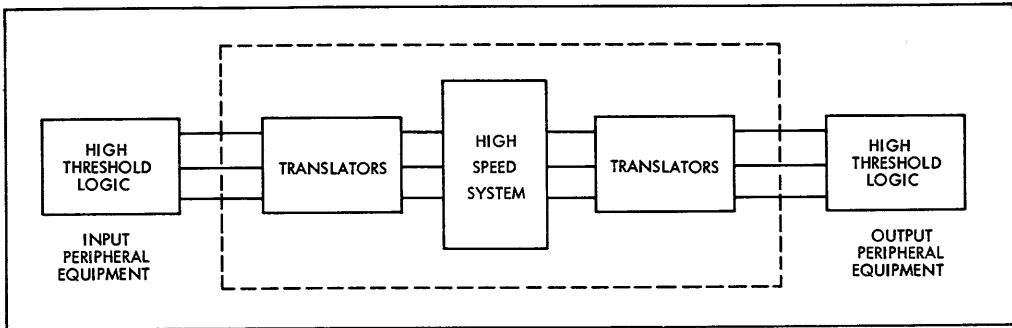 HIGH
THRESHOLD
LOGIC
INPUT
PERIPHERAL
EQUIPMENT
TRANSLATORS
HIGH
SPEED
SYSTEM
TRANSLATORS
HIGH
THRESHOLD
LOGIC
OUTPUT
PERIPHERAL
EQUIPMENT